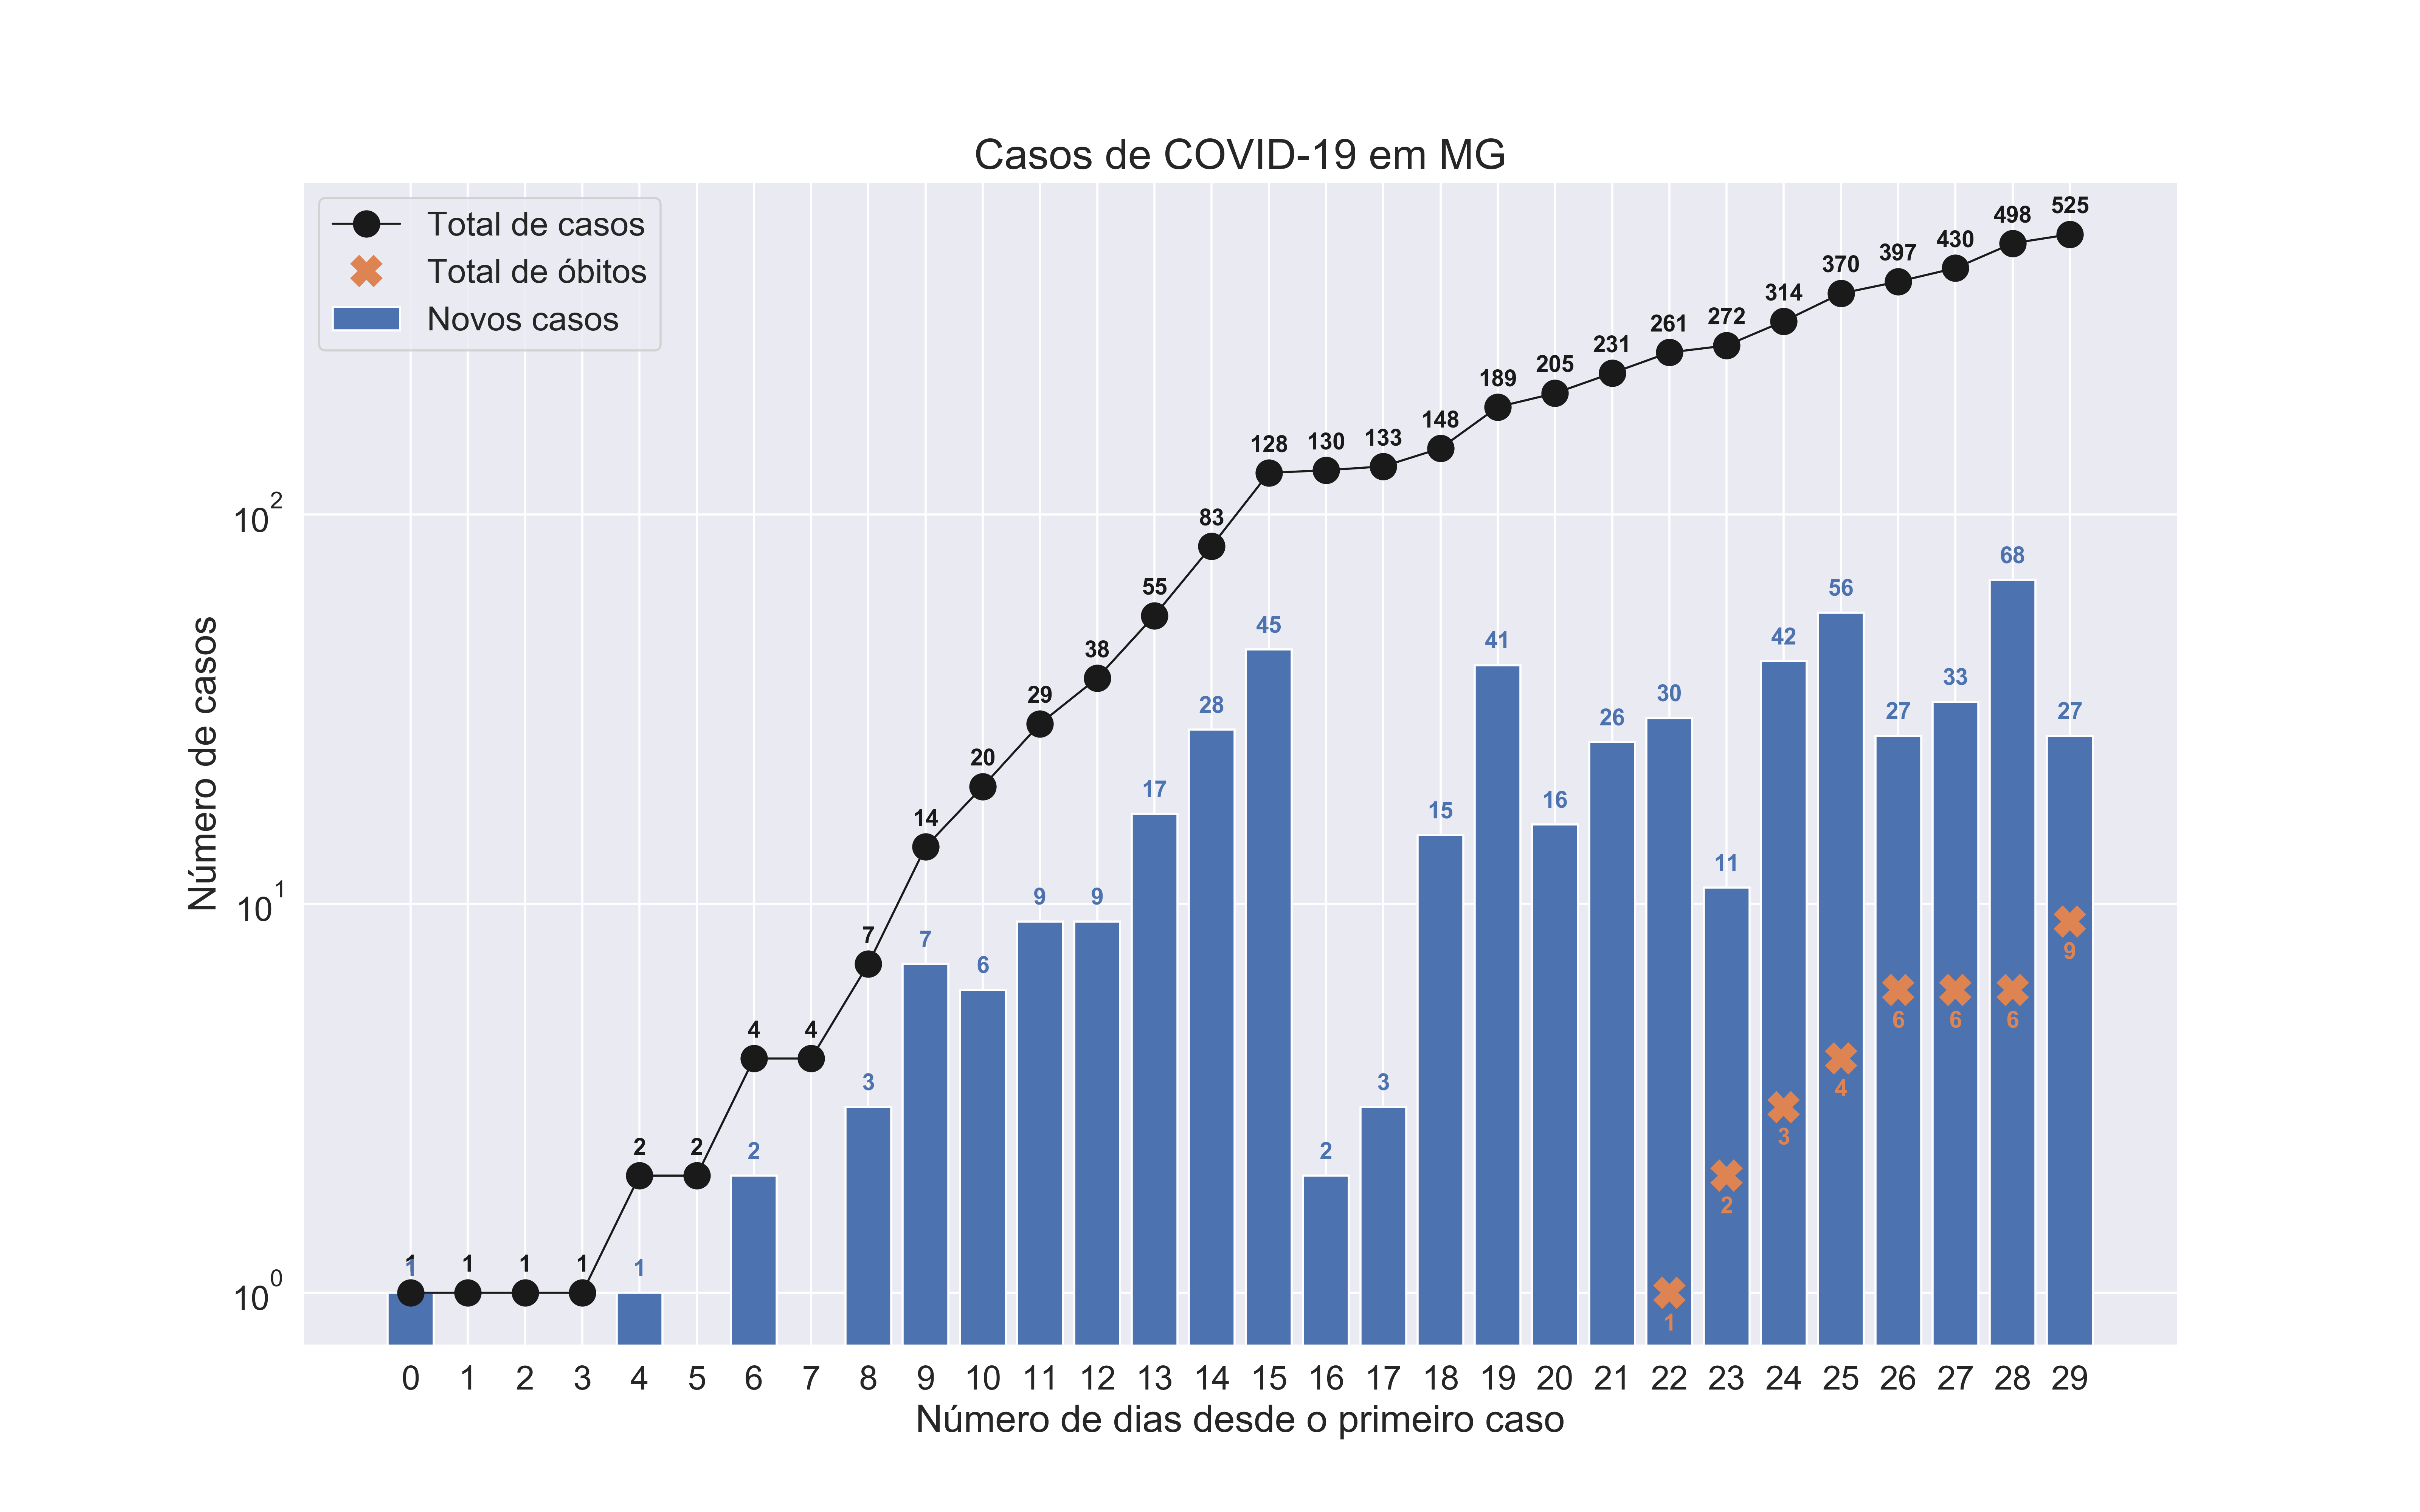 Casos de COVID-19 em MG
Total de casos
Total de óbitos
Novos casos
Número de casos
10^2
10^1
10^0
1 1 1 1 2 2 4 4 7 14 20 29 38 55 83 128 130 133 148 189 205 231 261 272 314 370 397 430 498 525
1 1 2 3 7 6 9 9 17 28 45 2 3 15 41 16 26 30 11 42 56 27 33 68 27
1 2 3 4 6 6 6 9
0 1 2 3 4 5 6 7 8 9 10 11 12 13 14 15 16 17 18 19 20 21 22 23 24 25 26 27 28 29
Número de dias desde o primeiro caso